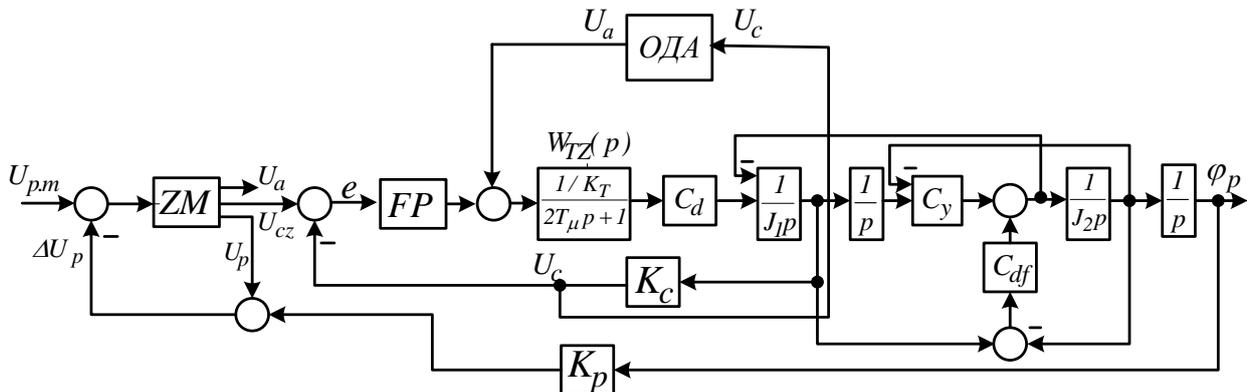 U_a
U_c
ОДА
W_TZ(p)
U_p.m
ZM
U_a
U_cz
U_p
e
FP
1/K_T
2T_μ p+1
C_d
1
J_1p
1
p
C_y
1
J_2p
1
p
φ_p
ΔU_p
U_c
K_c
C_df
K_p